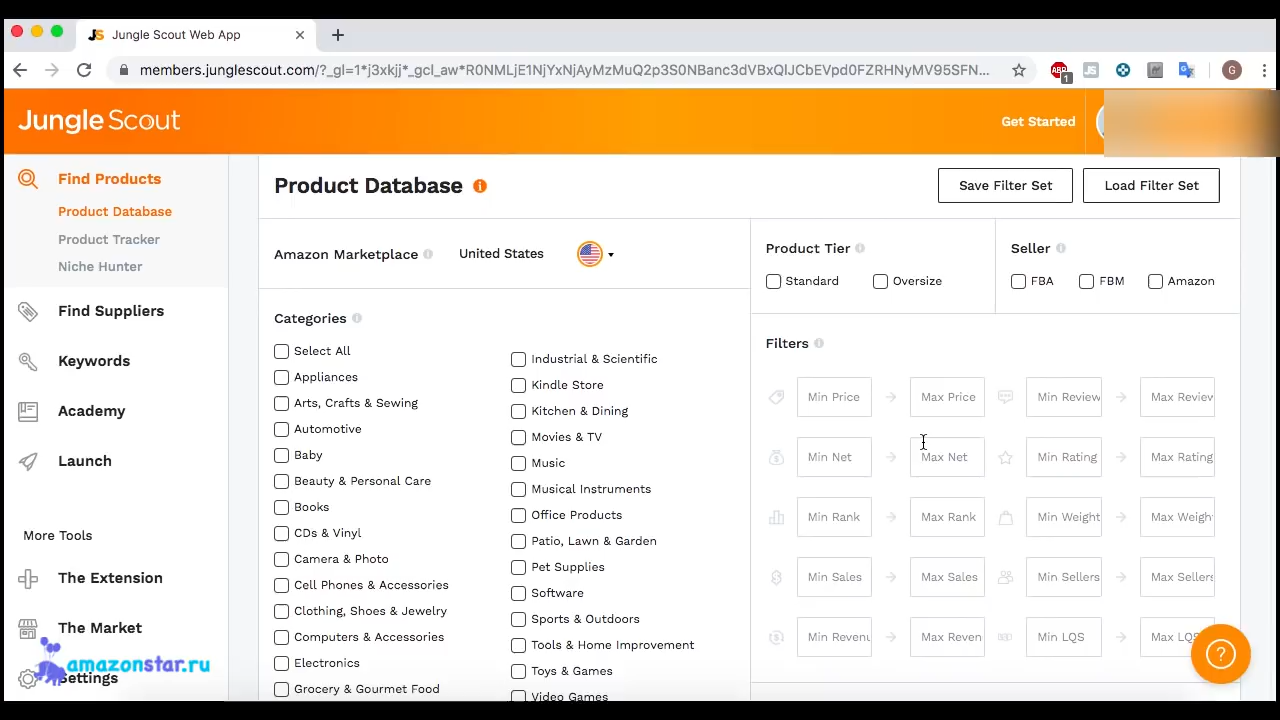 Jungle Scout Web App
members.junglescout.com/?_gl=1*j3xkjj*_gcl_aw*R0NMLjE1NjYxNjAyMzMuQ2p3S0NBanc3dVBxQlJCbEVpd0FZRHNyMV95SFN...
ABP
1
JS
G
Jungle Scout
Get Started
Find Products
Product Database
Product Tracker
Niche Hunter
Find Suppliers
Keywords
Academy
Launch
More Tools
The Extension
The Market
Settings
amazonstar.ru
Product Database
Save Filter Set
Load Filter Set
Amazon Marketplace
United States
Product Tier
Standard
Oversize
Seller
FBA
FBM
Amazon
Categories
Select All
Appliances
Arts, Crafts & Sewing
Automotive
Baby
Beauty & Personal Care
Books
CDs & Vinyl
Camera & Photo
Cell Phones & Accessories
Clothing, Shoes & Jewelry
Computers & Accessories
Electronics
Grocery & Gourmet Food
Industrial & Scientific
Kindle Store
Kitchen & Dining
Movies & TV
Music
Musical Instruments
Office Products
Patio, Lawn & Garden
Pet Supplies
Software
Sports & Outdoors
Tools & Home Improvement
Toys & Games
Video Games
Filters
Min Price
Max Price
Min Review
Max Review
Min Net
Max Net
Min Rating
Max Rating
Min Rank
Max Rank
Min Weight
Max Weigh
Min Sales
Max Sales
Min Sellers
Max Sellers
Min Revenu
Max Reven
Min LQS
Max LQS
?